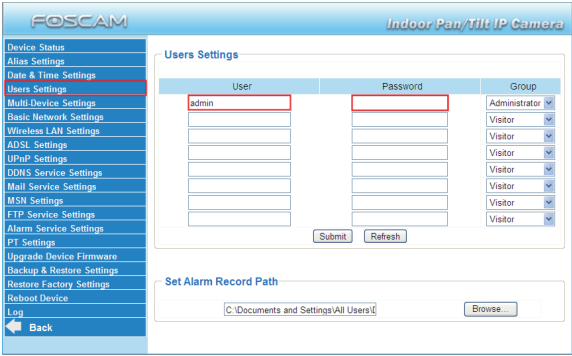 FOSCAM
Indoor Pan/Tilt IP Camera
Device Status
Alias Settings
Date & Time Settings
Users Settings
Multi-Device Settings
Basic Network Settings
Wireless LAN Settings
ADSL Settings
UPnP Settings
DDNS Service Settings
Mail Service Settings
MSN Settings
FTP Service Settings
Alarm Service Settings
PT Settings
Upgrade Device Firmware
Backup & Restore Settings
Restore Factory Settings
Reboot Device
Log
Back
Users Settings
User Password Group
admin Administrator
Visitor
Visitor
Visitor
Visitor
Visitor
Visitor
Visitor
Submit Refresh
Set Alarm Record Path
C:\Documents and Settings\All Users\D Browse...